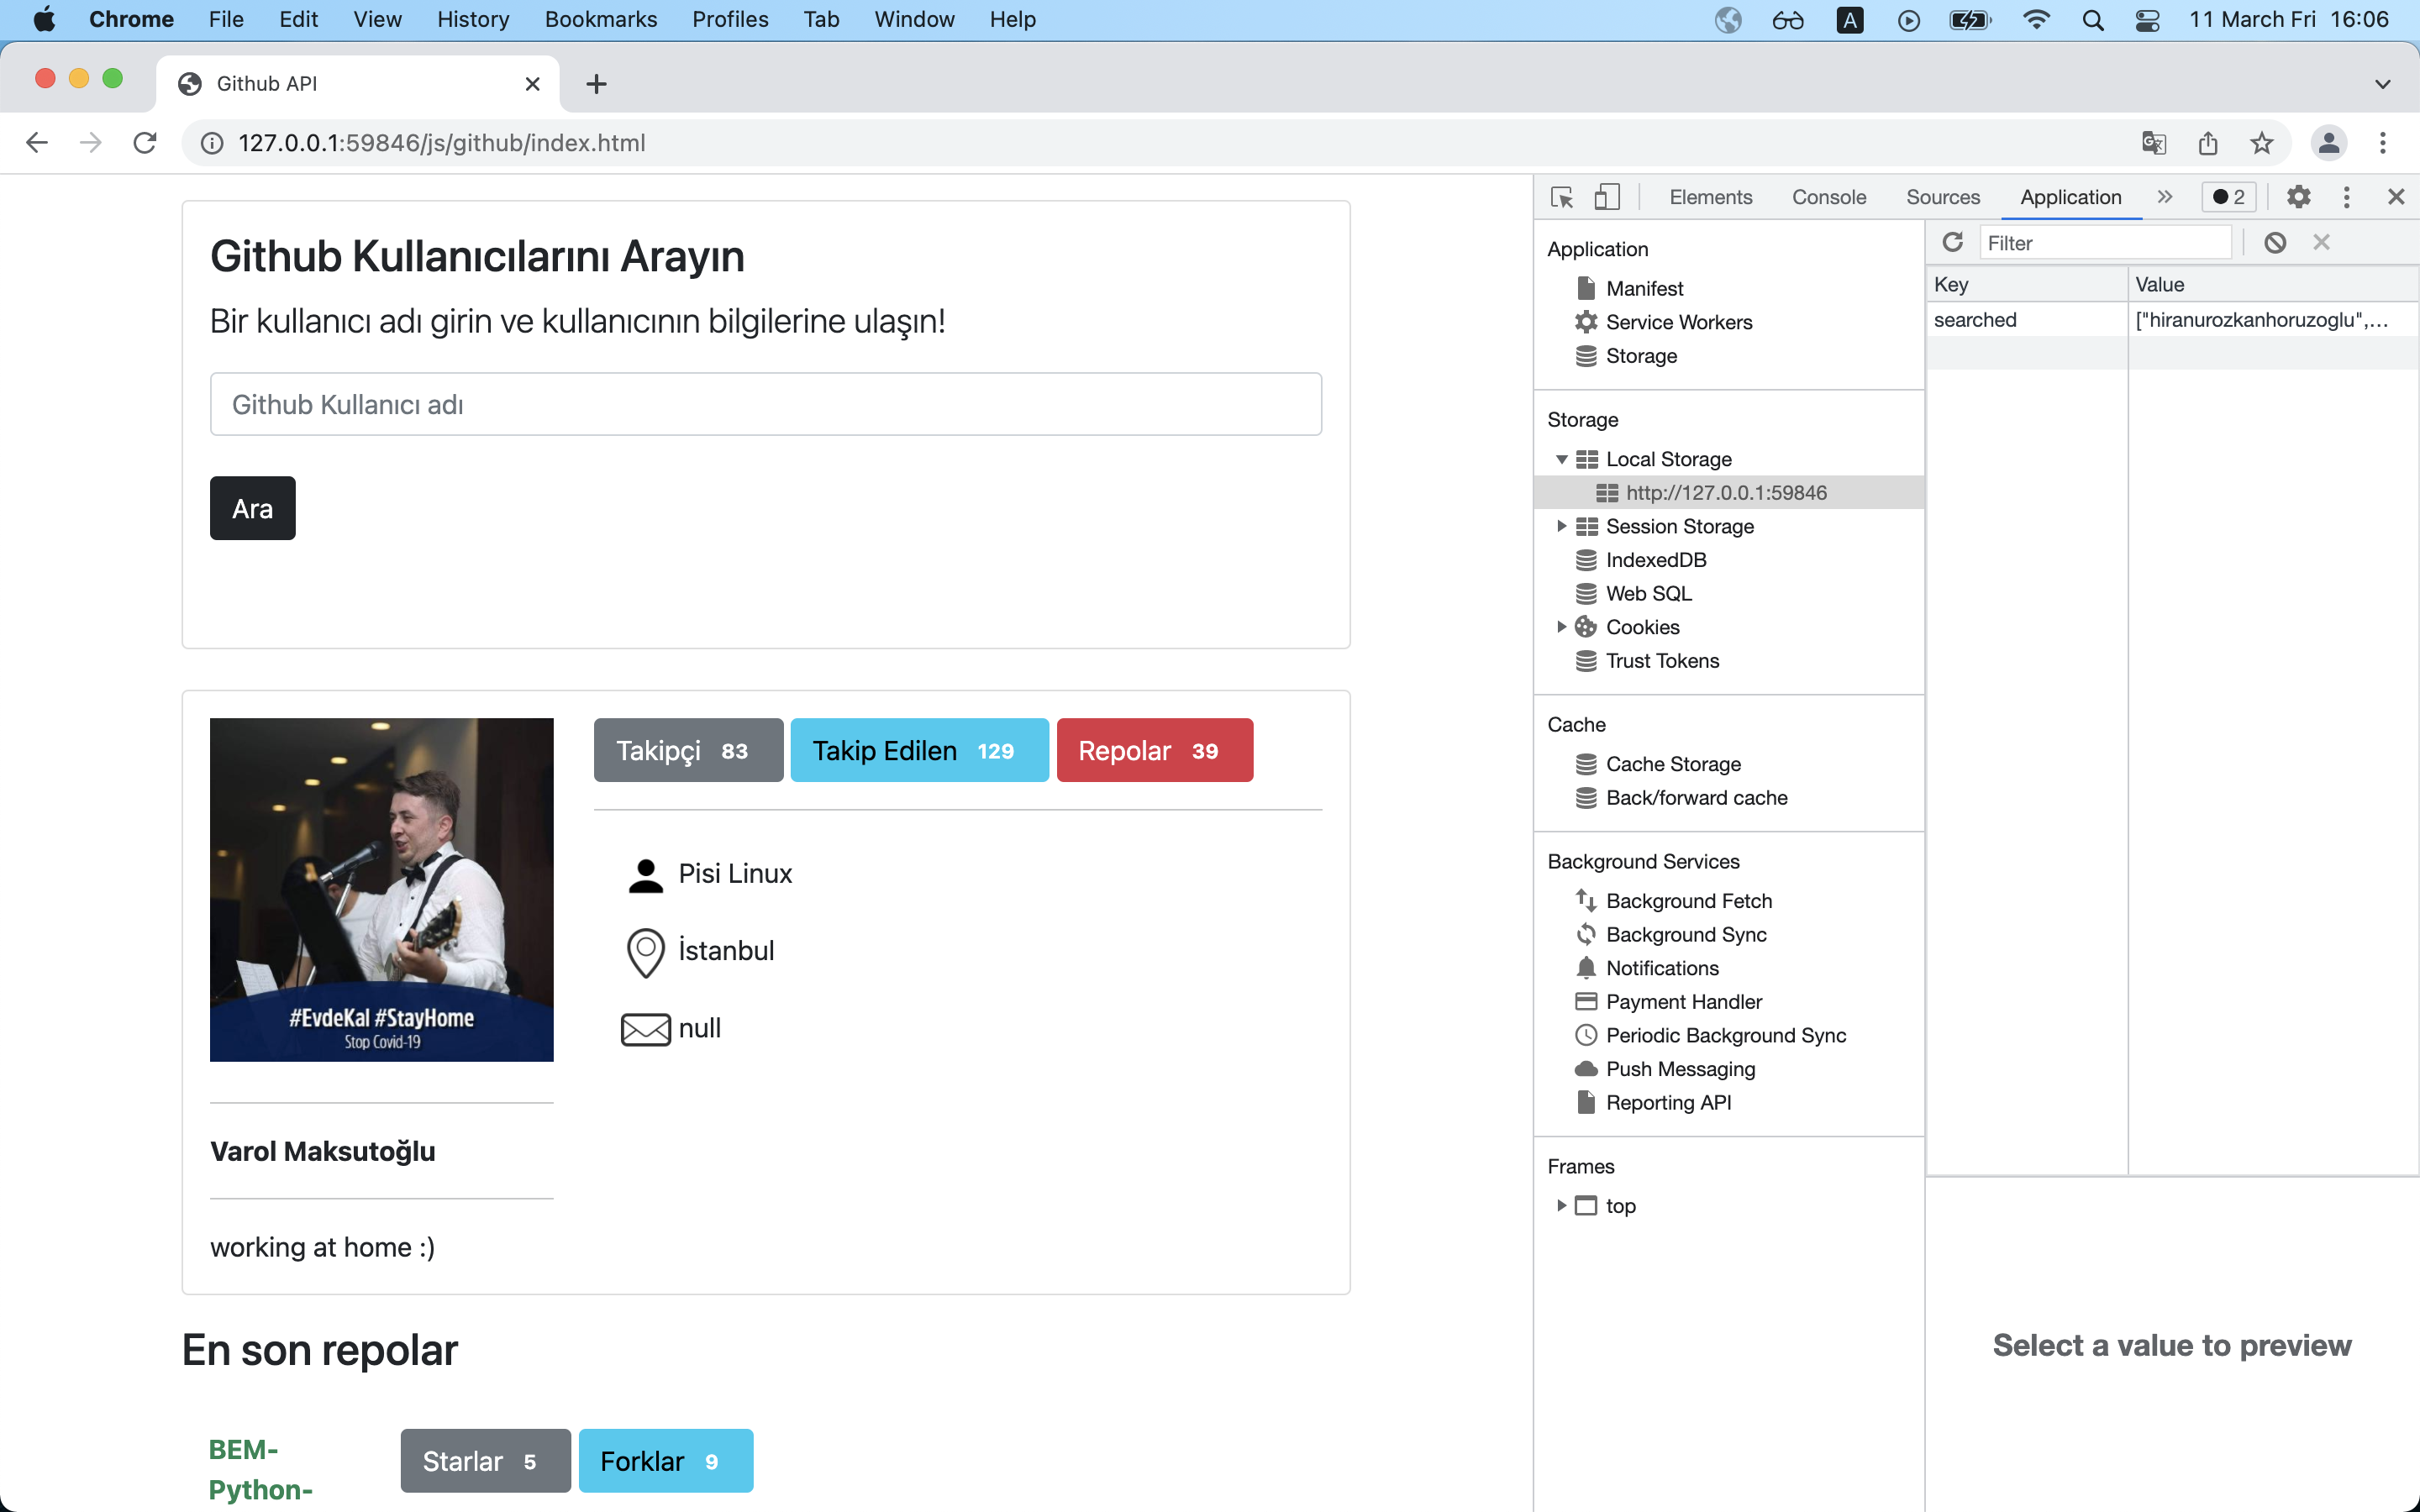 Chrome File Edit View History Bookmarks Profiles Tab Window Help A 11 March Fri 16:06
Github API
127.0.0.1:59846/js/github/index.html
Elements Console Sources Application 2
Github Kullanıcılarını Arayın
Bir kullanıcı adı girin ve kullanıcının bilgilerine ulaşın!
Github Kullanıcı adı
Ara
Takipçi 83 Takip Edilen 129 Repolar 39
Pisi Linux
İstanbul
null
#EvdeKal #StayHome
Stop Covid-19
Varol Maksutoğlu
working at home :)
En son repolar
BEM-
Python-
Starlar 5 Forklar 9
Application
Manifest
Service Workers
Storage
Storage
Local Storage
http://127.0.0.1:59846
Session Storage
IndexedDB
Web SQL
Cookies
Trust Tokens
Cache
Cache Storage
Back/forward cache
Background Services
Background Fetch
Background Sync
Notifications
Payment Handler
Periodic Background Sync
Push Messaging
Reporting API
Frames
top
Filter
Key Value
searched ["hiranurozkanhoruzoglu",…
Select a value to preview